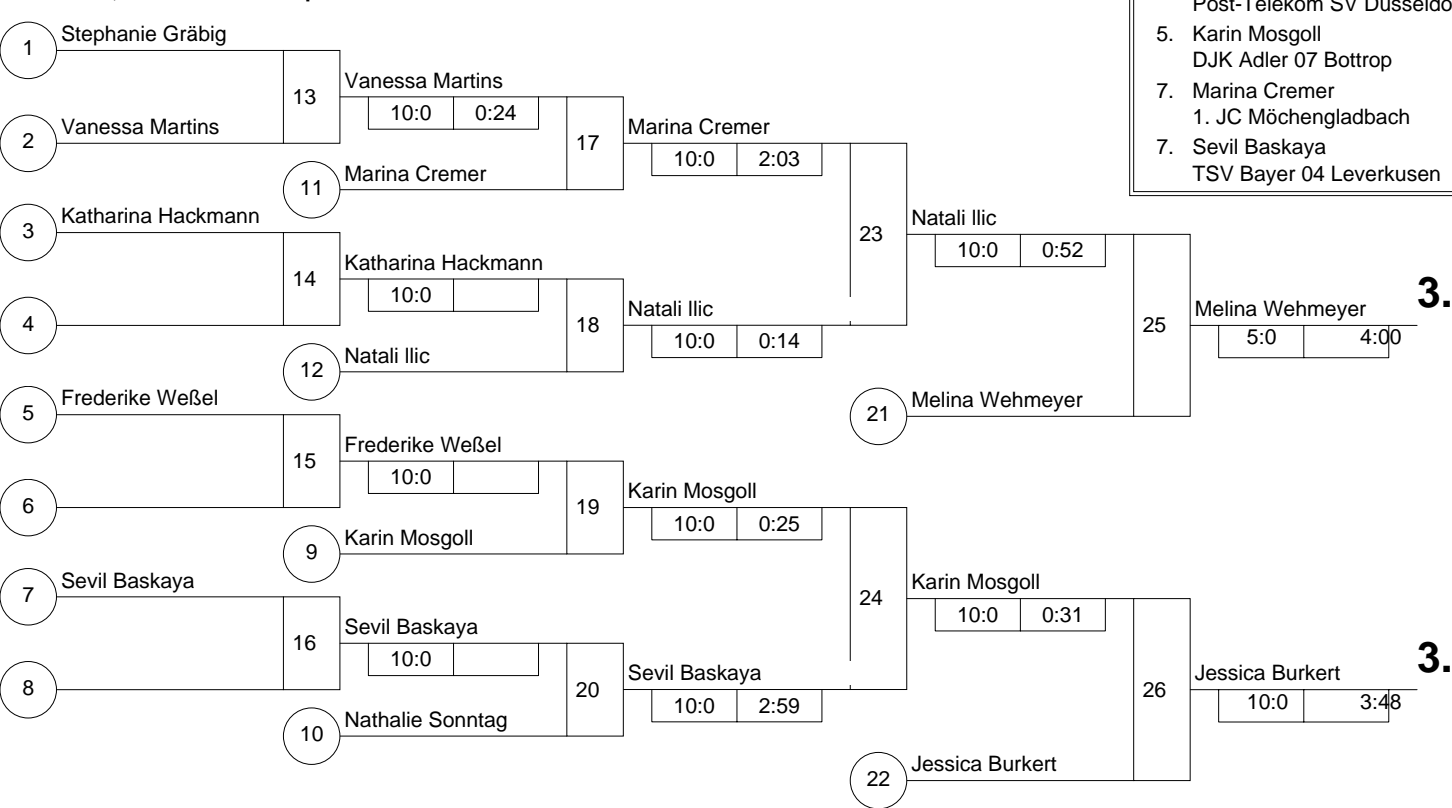 Post-Telekom SV Düsseldo
5. Karin Mosgoll
DJK Adler 07 Bottrop
7. Marina Cremer
1. JC Möchengladbach
7. Sevil Baskaya
TSV Bayer 04 Leverkusen
1 Stephanie Gräbig
13
Vanessa Martins
10:0 0:24
2 Vanessa Martins
17
Marina Cremer
10:0 2:03
11 Marina Cremer
3 Katharina Hackmann
23
Natali Ilic
10:0 0:52
14
Katharina Hackmann
10:0
4
18
Natali Ilic
10:0 0:14
12 Natali Ilic
25
Melina Wehmeyer
3.
5:0 4:00
5 Frederike Weßel
21 Melina Wehmeyer
15
Frederike Weßel
10:0
6
19
Karin Mosgoll
10:0 0:25
9 Karin Mosgoll
7 Sevil Baskaya
24
Karin Mosgoll
10:0 0:31
16
Sevil Baskaya
10:0
8
20
Sevil Baskaya
10:0 2:59
10 Nathalie Sonntag
26
Jessica Burkert
3.
10:0 3:48
22 Jessica Burkert